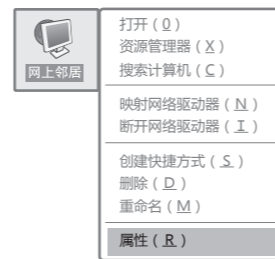 网上邻居
打开(0)
资源管理器(X)
搜索计算机(C)
映射网络驱动器(N)
断开网络驱动器(I)
创建快捷方式(S)
删除(D)
重命名(M)
属性(R)